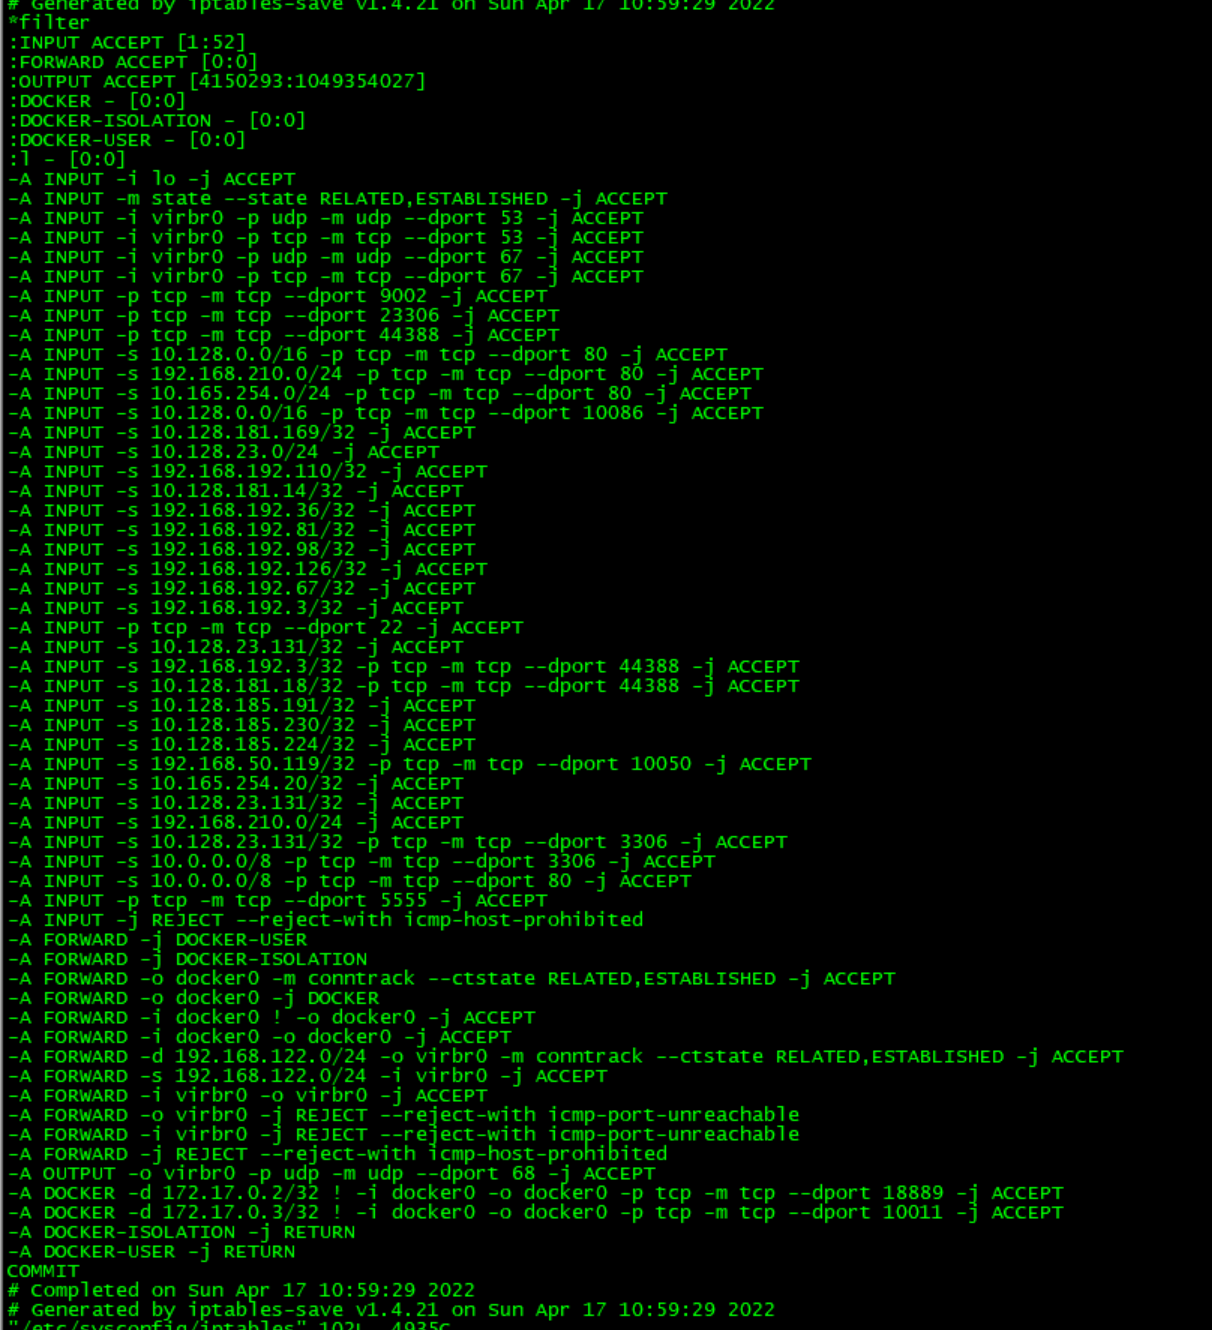 # Generated by iptables-save v1.4.21 on Sun Apr 17 10:59:29 2022
*filter
:INPUT ACCEPT [1:52]
:FORWARD ACCEPT [0:0]
:OUTPUT ACCEPT [4150293:1049354027]
:DOCKER - [0:0]
:DOCKER-ISOLATION - [0:0]
:DOCKER-USER - [0:0]
:l - [0:0]
-A INPUT -i lo -j ACCEPT
-A INPUT -m state --state RELATED,ESTABLISHED -j ACCEPT
-A INPUT -i virbr0 -p udp -m udp --dport 53 -j ACCEPT
-A INPUT -i virbr0 -p tcp -m tcp --dport 53 -j ACCEPT
-A INPUT -i virbr0 -p udp -m udp --dport 67 -j ACCEPT
-A INPUT -i virbr0 -p tcp -m tcp --dport 67 -j ACCEPT
-A INPUT -p tcp -m tcp --dport 9002 -j ACCEPT
-A INPUT -p tcp -m tcp --dport 23306 -j ACCEPT
-A INPUT -p tcp -m tcp --dport 44388 -j ACCEPT
-A INPUT -s 10.128.0.0/16 -p tcp -m tcp --dport 80 -j ACCEPT
-A INPUT -s 192.168.210.0/24 -p tcp -m tcp --dport 80 -j ACCEPT
-A INPUT -s 10.165.254.0/24 -p tcp -m tcp --dport 80 -j ACCEPT
-A INPUT -s 10.128.0.0/16 -p tcp -m tcp --dport 10086 -j ACCEPT
-A INPUT -s 10.128.181.169/32 -j ACCEPT
-A INPUT -s 10.128.23.0/24 -j ACCEPT
-A INPUT -s 192.168.192.110/32 -j ACCEPT
-A INPUT -s 10.128.181.14/32 -j ACCEPT
-A INPUT -s 192.168.192.36/32 -j ACCEPT
-A INPUT -s 192.168.192.81/32 -j ACCEPT
-A INPUT -s 192.168.192.98/32 -j ACCEPT
-A INPUT -s 192.168.192.126/32 -j ACCEPT
-A INPUT -s 192.168.192.67/32 -j ACCEPT
-A INPUT -s 192.168.192.3/32 -j ACCEPT
-A INPUT -p tcp -m tcp --dport 22 -j ACCEPT
-A INPUT -s 10.128.23.131/32 -j ACCEPT
-A INPUT -s 192.168.192.3/32 -p tcp -m tcp --dport 44388 -j ACCEPT
-A INPUT -s 10.128.181.18/32 -p tcp -m tcp --dport 44388 -j ACCEPT
-A INPUT -s 10.128.185.191/32 -j ACCEPT
-A INPUT -s 10.128.185.230/32 -j ACCEPT
-A INPUT -s 10.128.185.224/32 -j ACCEPT
-A INPUT -s 192.168.50.119/32 -p tcp -m tcp --dport 10050 -j ACCEPT
-A INPUT -s 10.165.254.20/32 -j ACCEPT
-A INPUT -s 10.128.23.131/32 -j ACCEPT
-A INPUT -s 192.168.210.0/24 -j ACCEPT
-A INPUT -s 10.128.23.131/32 -p tcp -m tcp --dport 3306 -j ACCEPT
-A INPUT -s 10.0.0.0/8 -p tcp -m tcp --dport 3306 -j ACCEPT
-A INPUT -s 10.0.0.0/8 -p tcp -m tcp --dport 80 -j ACCEPT
-A INPUT -p tcp -m tcp --dport 5555 -j ACCEPT
-A INPUT -j REJECT --reject-with icmp-host-prohibited
-A FORWARD -j DOCKER-USER
-A FORWARD -j DOCKER-ISOLATION
-A FORWARD -o docker0 -m conntrack --ctstate RELATED,ESTABLISHED -j ACCEPT
-A FORWARD -o docker0 -j DOCKER
-A FORWARD -i docker0 ! -o docker0 -j ACCEPT
-A FORWARD -i docker0 -o docker0 -j ACCEPT
-A FORWARD -d 192.168.122.0/24 -o virbr0 -m conntrack --ctstate RELATED,ESTABLISHED -j ACCEPT
-A FORWARD -s 192.168.122.0/24 -i virbr0 -j ACCEPT
-A FORWARD -i virbr0 -o virbr0 -j ACCEPT
-A FORWARD -o virbr0 -j REJECT --reject-with icmp-port-unreachable
-A FORWARD -i virbr0 -j REJECT --reject-with icmp-port-unreachable
-A FORWARD -j REJECT --reject-with icmp-host-prohibited
-A OUTPUT -o virbr0 -p udp -m udp --dport 68 -j ACCEPT
-A DOCKER -d 172.17.0.2/32 ! -i docker0 -o docker0 -p tcp -m tcp --dport 18889 -j ACCEPT
-A DOCKER -d 172.17.0.3/32 ! -i docker0 -o docker0 -p tcp -m tcp --dport 10011 -j ACCEPT
-A DOCKER-ISOLATION -j RETURN
-A DOCKER-USER -j RETURN
COMMIT
# Completed on Sun Apr 17 10:59:29 2022
# Generated by iptables-save v1.4.21 on Sun Apr 17 10:59:29 2022
"/etc/sysconfig/iptables" 102L, 4935C